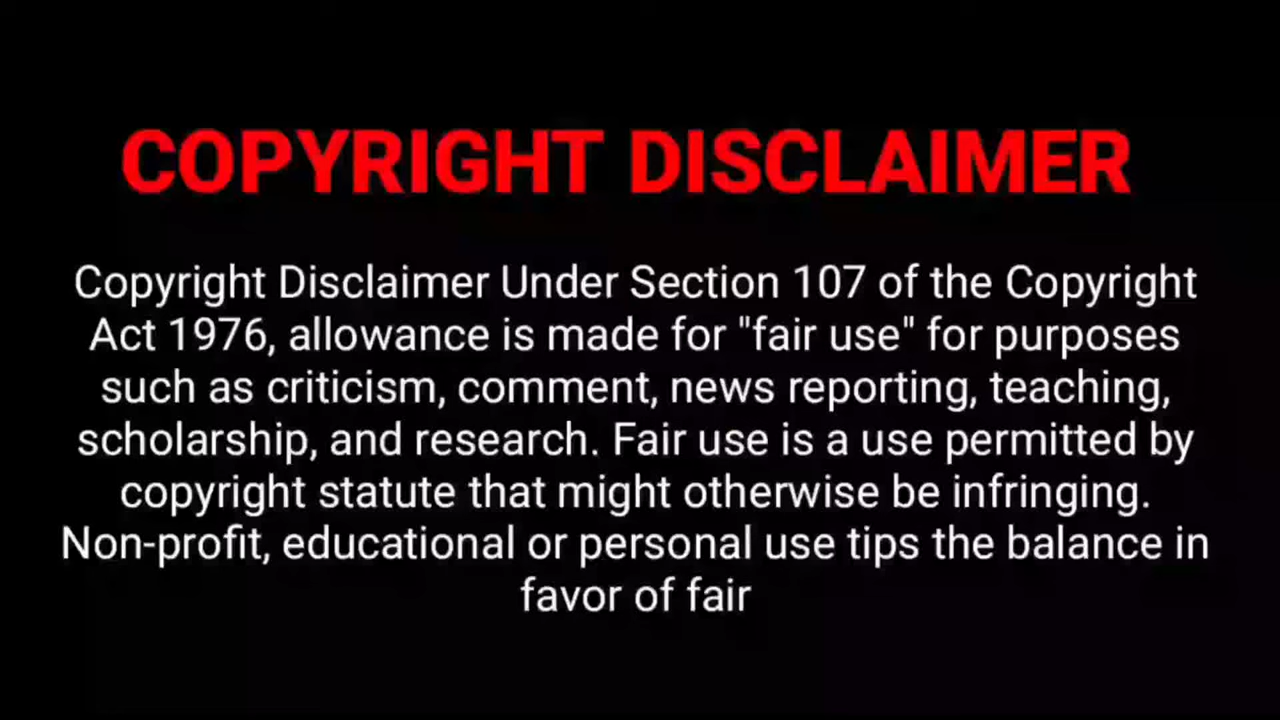 COPYRIGHT DISCLAIMER
Copyright Disclaimer Under Section 107 of the Copyright
Act 1976, allowance is made for "fair use" for purposes
such as criticism, comment, news reporting, teaching,
scholarship, and research. Fair use is a use permitted by
copyright statute that might otherwise be infringing.
Non-profit, educational or personal use tips the balance in
favor of fair